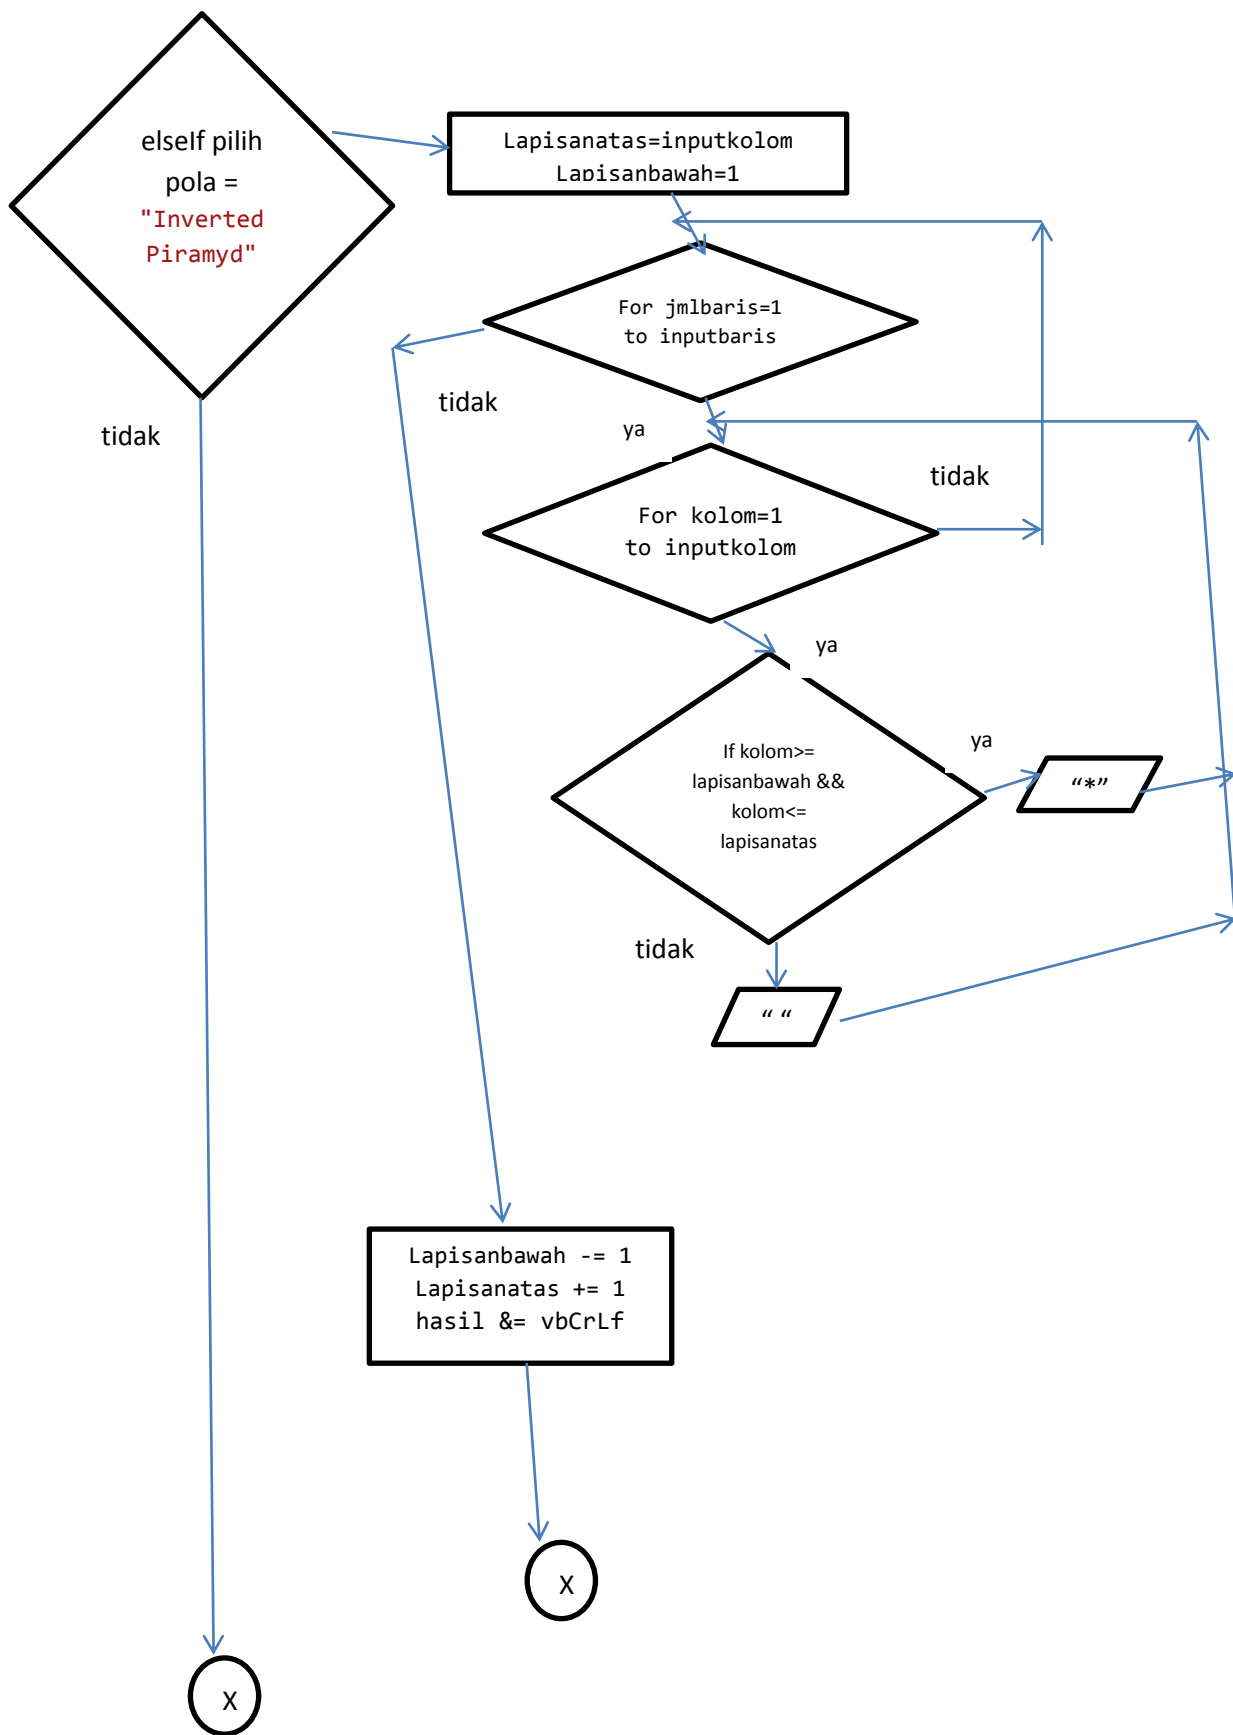 elseIf pilih
pola =
"Inverted
Piramyd"
tidak
Lapisanatas=inputkolom
Lapisanbawah=1
For jmlbaris=1
to inputbaris
tidak
ya
tidak
For kolom=1
to inputkolom
ya
If kolom>=
lapisanbawah &&
kolom<=
lapisanatas
ya
“*”
tidak
“ “
Lapisanbawah -= 1
Lapisanatas += 1
hasil &= vbCrLf
X
X